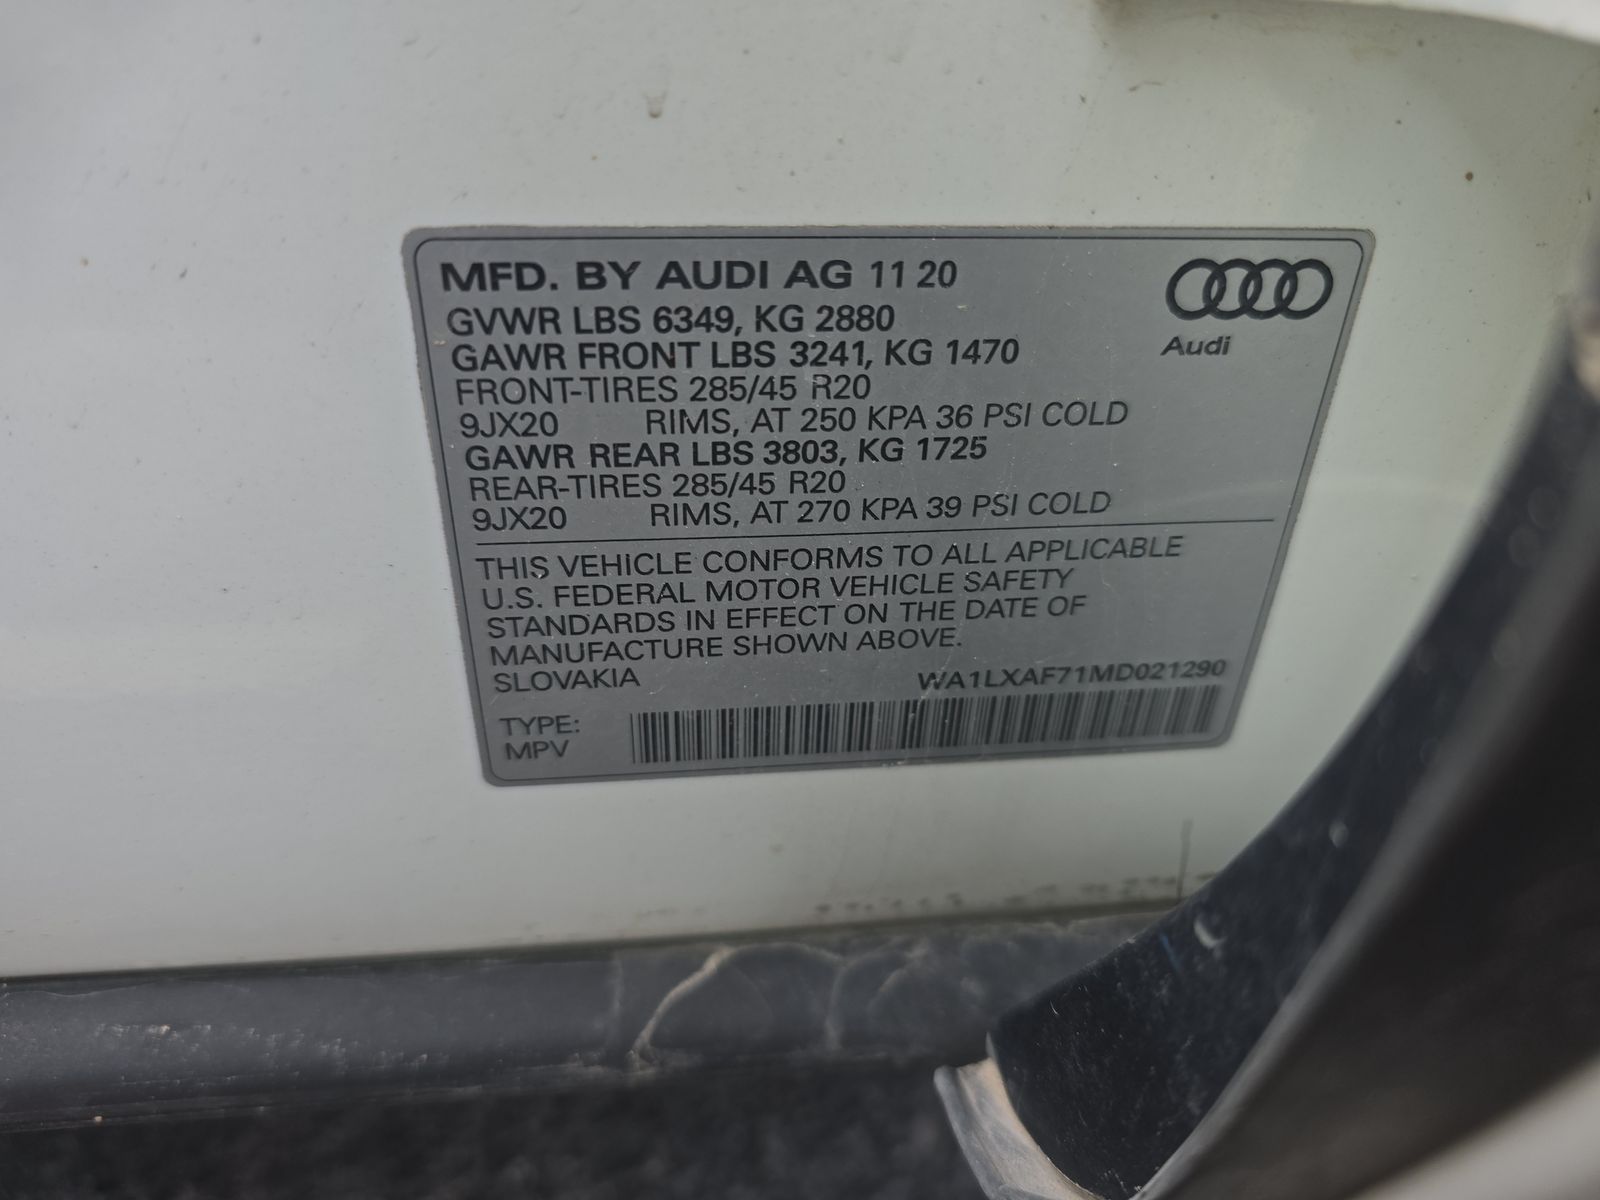 MFD. BY AUDI AG 11 20
GVWR LBS 6349, KG 2880
GAWR FRONT LBS 3241, KG 1470
Audi
FRONT-TIRES 285/45 R20
9JX20 RIMS, AT 250 KPA 36 PSI COLD
GAWR REAR LBS 3803, KG 1725
REAR-TIRES 285/45 R20
9JX20 RIMS, AT 270 KPA 39 PSI COLD
THIS VEHICLE CONFORMS TO ALL APPLICABLE
U.S. FEDERAL MOTOR VEHICLE SAFETY
STANDARDS IN EFFECT ON THE DATE OF
MANUFACTURE SHOWN ABOVE.
SLOVAKIA WA1LXAF71MD021290
TYPE:
MPV